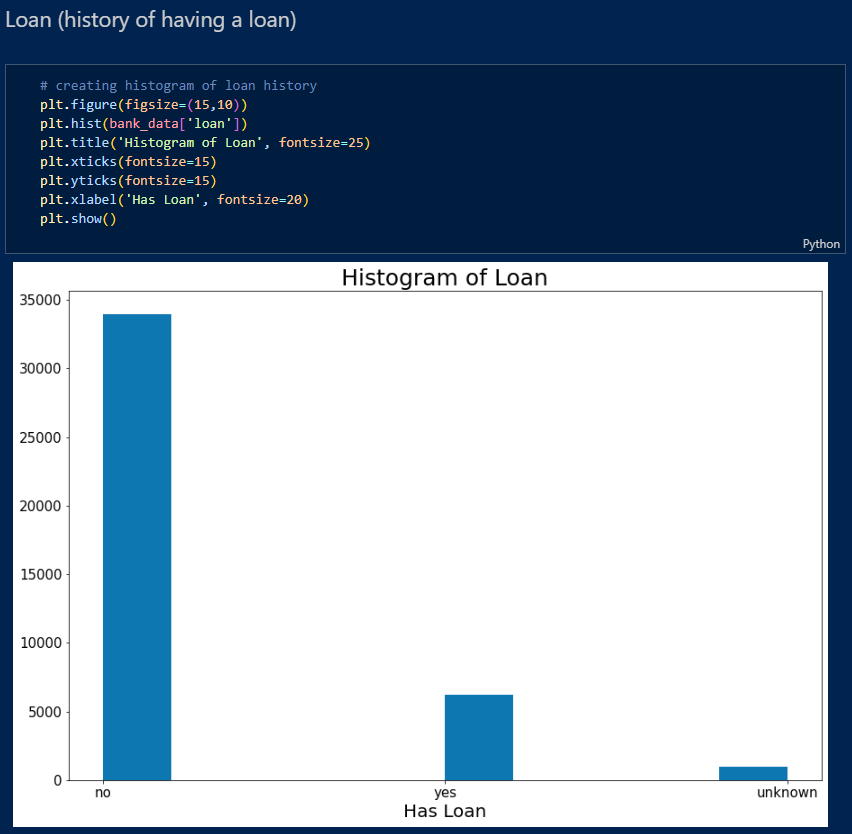 Loan (history of having a loan)
# creating histogram of loan history
plt.figure(figsize=(15,10))
plt.hist(bank_data['loan'])
plt.title('Histogram of Loan', fontsize=25)
plt.xticks(fontsize=15)
plt.yticks(fontsize=15)
plt.xlabel('Has Loan', fontsize=20)
plt.show()
Python
Histogram of Loan
35000
30000
25000
20000
15000
10000
5000
0
no yes unknown
Has Loan